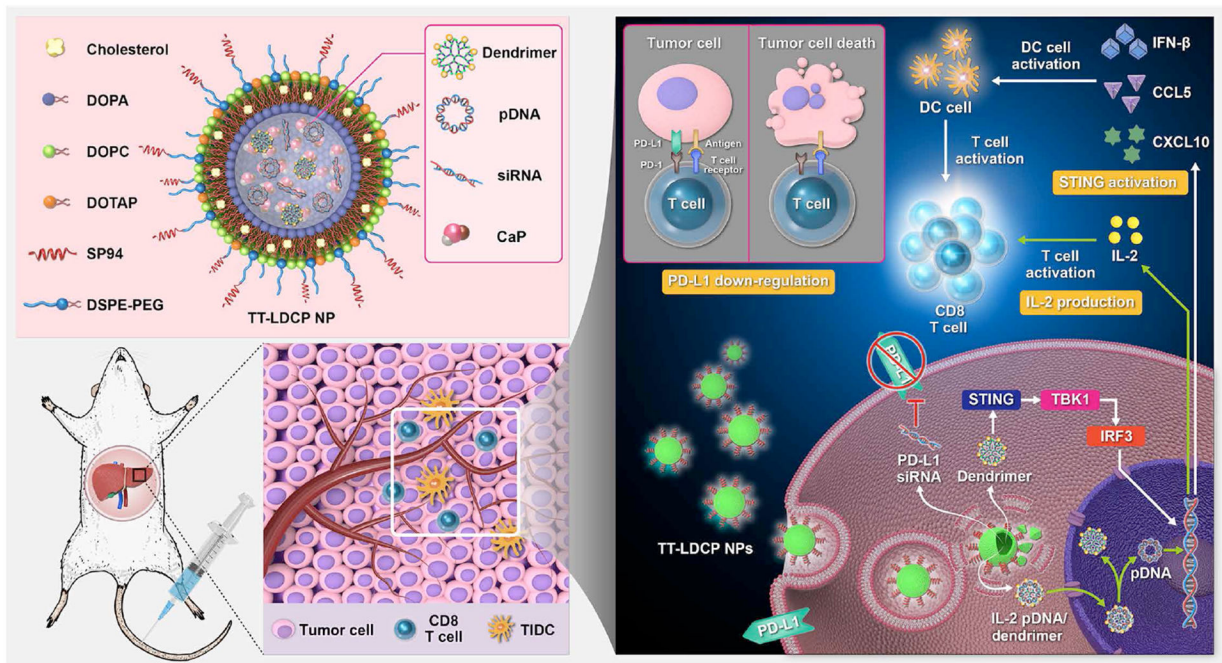 Cholesterol
DOPA
DOPC
DOTAP
SP94
DSPE-PEG
TT-LDCP NP
Dendrimer
pDNA
siRNA
CaP
Tumor cell
CD8
T cell
TIDC
Tumor cell
PD-L1
PD-1
Antigen
T cell
receptor
T cell
Tumor cell death
T cell
PD-L1 down-regulation
DC cell
DC cell
activation
IFN-β
CCL5
CXCL10
STING activation
T cell
activation
CD8
T cell
T cell
activation
IL-2
IL-2 production
TT-LDCP NPs
PD-L1
PD-L1
siRNA
STING
TBK1
IRF3
Dendrimer
IL-2 pDNA/
dendrimer
pDNA
PD-L1